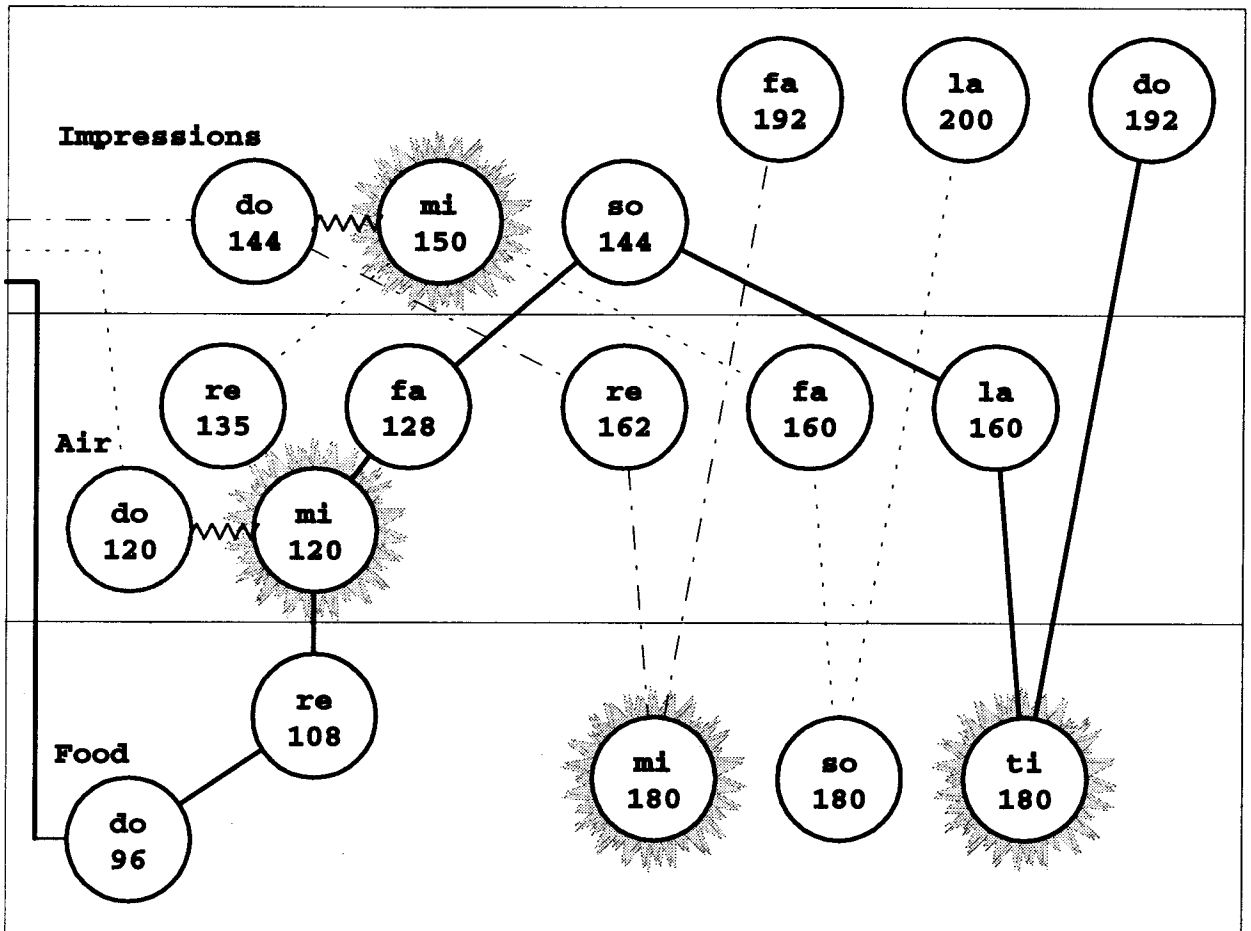 fa
192
la
200
do
192
Impressions
do
144
mi
150
so
144
re
135
fa
128
re
162
fa
160
la
160
Air
do
120
mi
120
re
108
Food
do
96
mi
180
so
180
ti
180